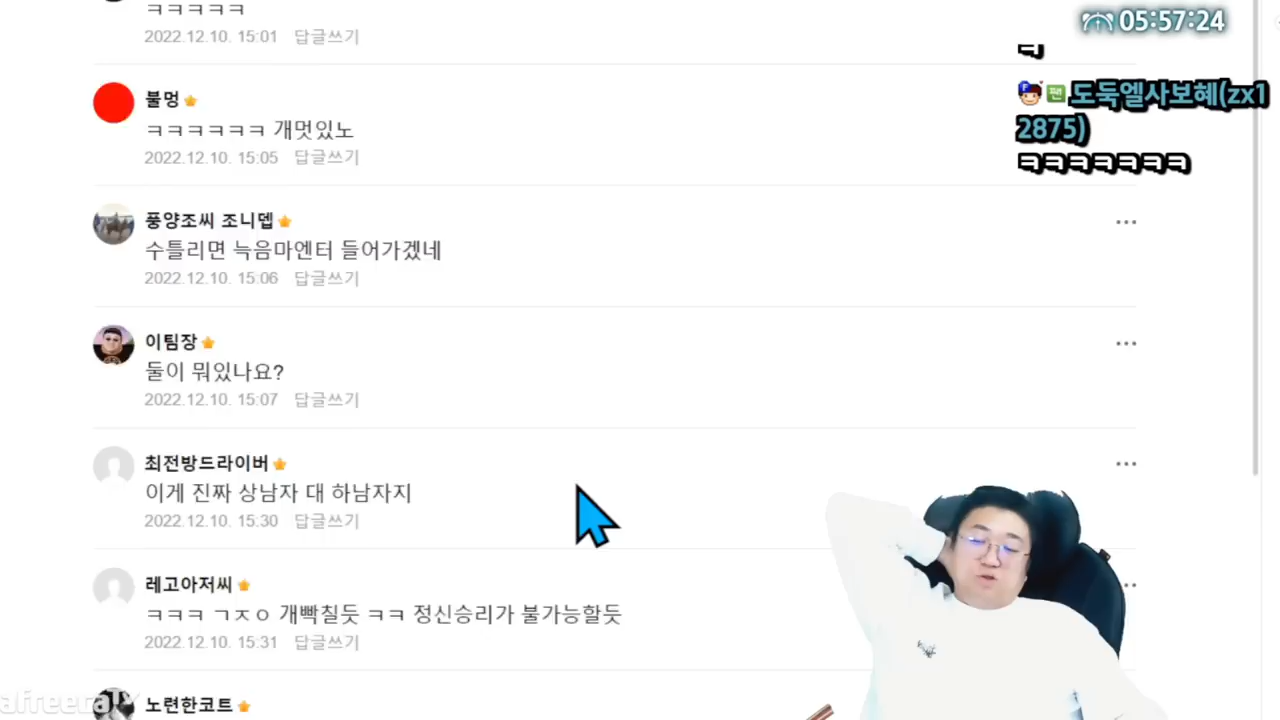 ㅋㅋㅋㅋㅋ
2022.12.10. 15:01 답글쓰기
05:57:24
ㅋ
불멍
ㅋㅋㅋㅋㅋㅋ 개멋있노
2022.12.10. 15:05 답글쓰기
F 팬 도둑엘사보혜(zx1
2875)
ㅋㅋㅋㅋㅋㅋㅋ
풍양조씨 조니뎁
수틀리면 늑음마엔터 들어가겠네
2022.12.10. 15:06 답글쓰기
이팀장
둘이 뭐있나요?
2022.12.10. 15:07 답글쓰기
최전방드라이버
이게 진짜 상남자 대 하남자지
2022.12.10. 15:30 답글쓰기
레고아저씨
ㅋㅋㅋ ㄱㅈㅇ 개빡칠듯 ㅋㅋ 정신승리가 불가능할듯
2022.12.10. 15:31 답글쓰기
노련한코트
afreecaTV